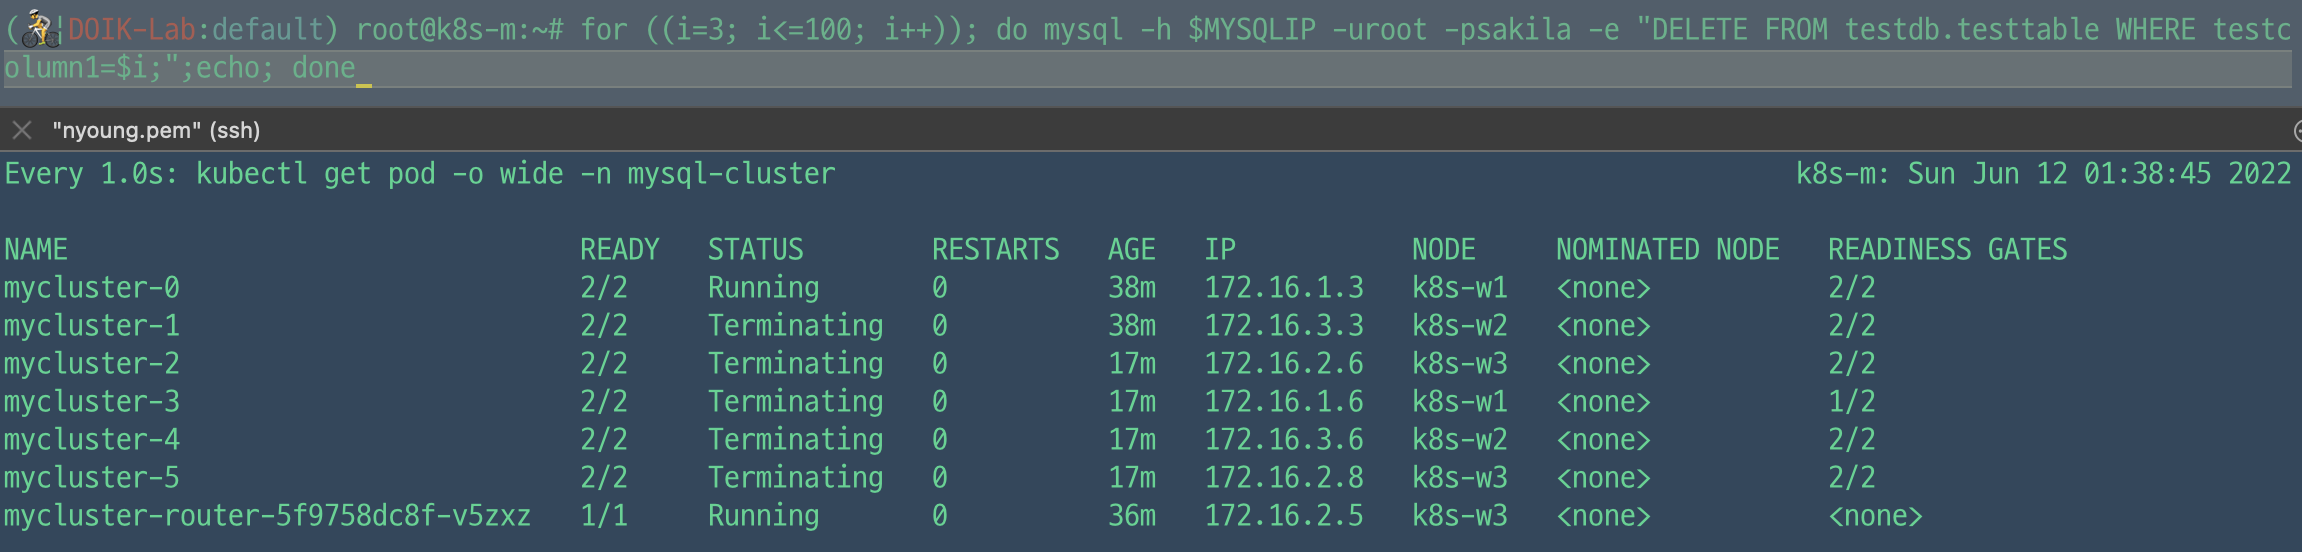 (🚴|DOIK-Lab:default) root@k8s-m:~# for ((i=3; i<=100; i++)); do mysql -h $MYSQLIP -uroot -psakila -e "DELETE FROM testdb.testtable WHERE testc
olumn1=$i;";echo; done
"nyoung.pem" (ssh)
Every 1.0s: kubectl get pod -o wide -n mysql-cluster k8s-m: Sun Jun 12 01:38:45 2022
NAME READY STATUS RESTARTS AGE IP NODE NOMINATED NODE READINESS GATES
mycluster-0 2/2 Running 0 38m 172.16.1.3 k8s-w1 <none> 2/2
mycluster-1 2/2 Terminating 0 38m 172.16.3.3 k8s-w2 <none> 2/2
mycluster-2 2/2 Terminating 0 17m 172.16.2.6 k8s-w3 <none> 2/2
mycluster-3 2/2 Terminating 0 17m 172.16.1.6 k8s-w1 <none> 1/2
mycluster-4 2/2 Terminating 0 17m 172.16.3.6 k8s-w2 <none> 2/2
mycluster-5 2/2 Terminating 0 17m 172.16.2.8 k8s-w3 <none> 2/2
mycluster-router-5f9758dc8f-v5zxz 1/1 Running 0 36m 172.16.2.5 k8s-w3 <none> <none>